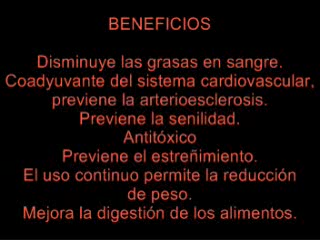 BENEFICIOS
Disminuye las grasas en sangre.
Coadyuvante del sistema cardiovascular,
previene la arterioesclerosis.
Previene la senilidad.
Antitóxico
Previene el estreñimiento.
El uso continuo permite la reducción
de peso.
Mejora la digestión de los alimentos.